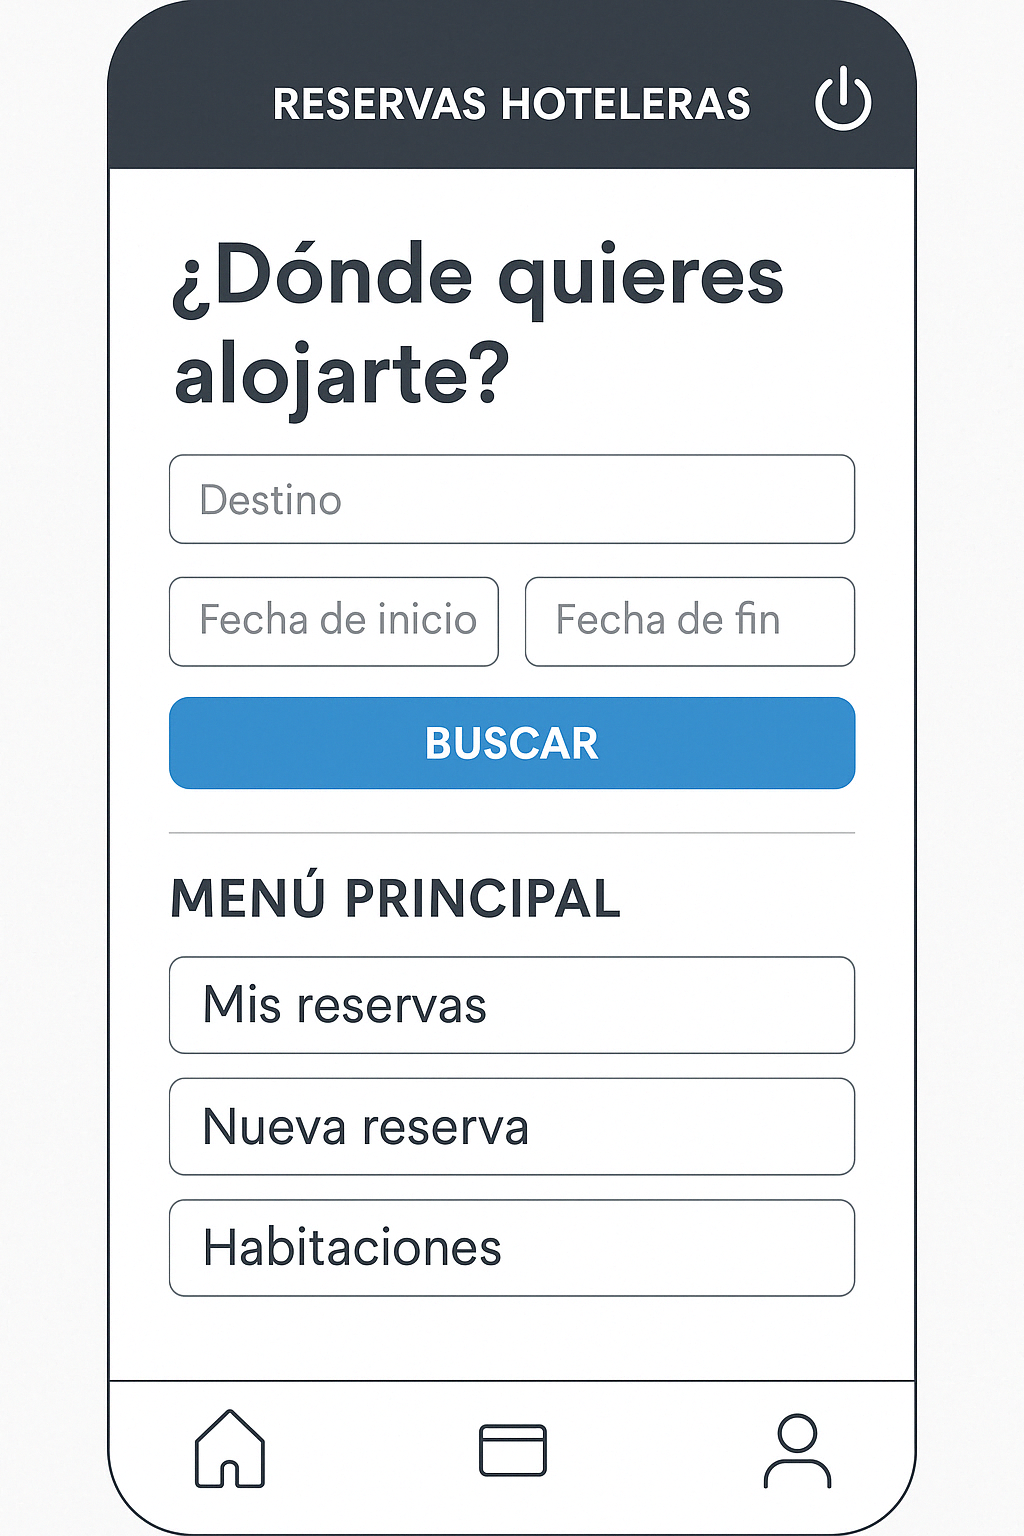 RESERVAS HOTELERAS
¿Dónde quieres
alojarte?
Destino
Fecha de inicio
Fecha de fin
BUSCAR
MENÚ PRINCIPAL
Mis reservas
Nueva reserva
Habitaciones